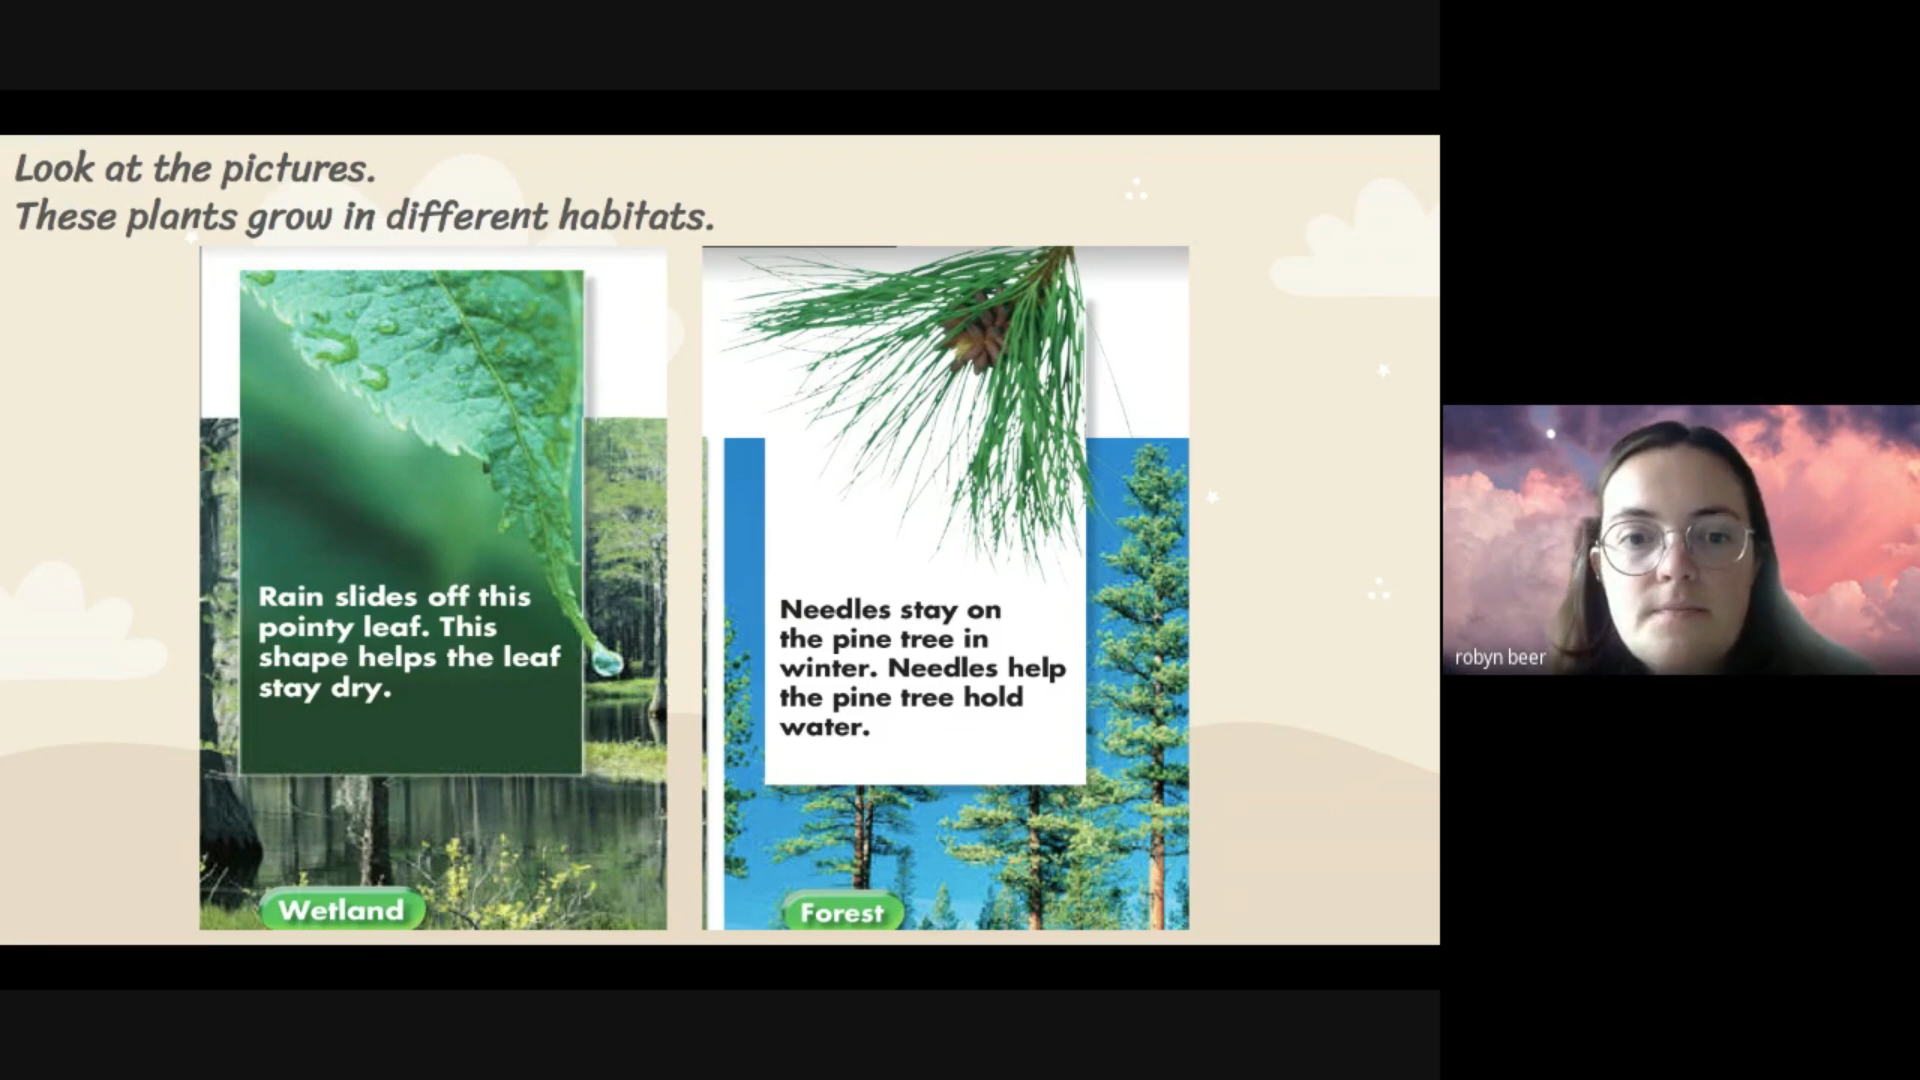 Look at the pictures.
These plants grow in different habitats.
Rain slides off this
pointy leaf. This
shape helps the leaf
stay dry.
Wetland
Needles stay on
the pine tree in
winter. Needles help
the pine tree hold
water.
Forest
robyn beer